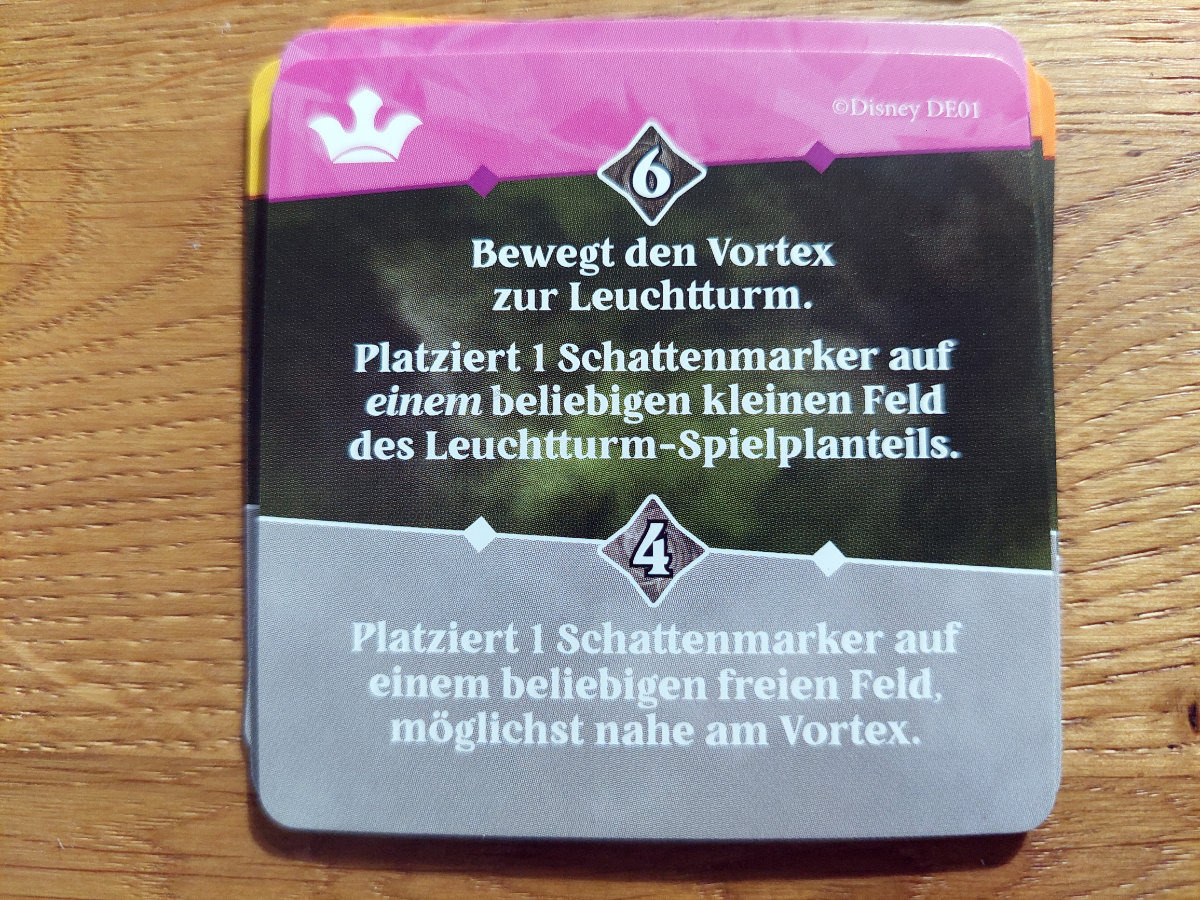 ©Disney DE01
6
Bewegt den Vortex
zur Leuchtturm.
Platziert 1 Schattenmarker auf
einem beliebigen kleinen Feld
des Leuchtturm-Spielplanteils.
4
Platziert 1 Schattenmarker auf
einem beliebigen freien Feld,
möglichst nahe am Vortex.